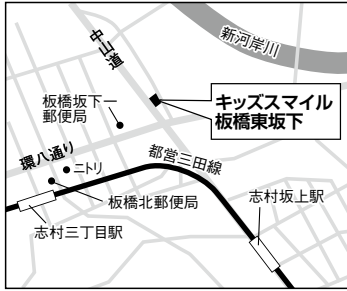 新河岸川
中山道
キッズスマイル
板橋東坂下
板橋坂下一
郵便局
環八通り
ニトリ
都営三田線
板橋北郵便局
志村坂上駅
志村三丁目駅